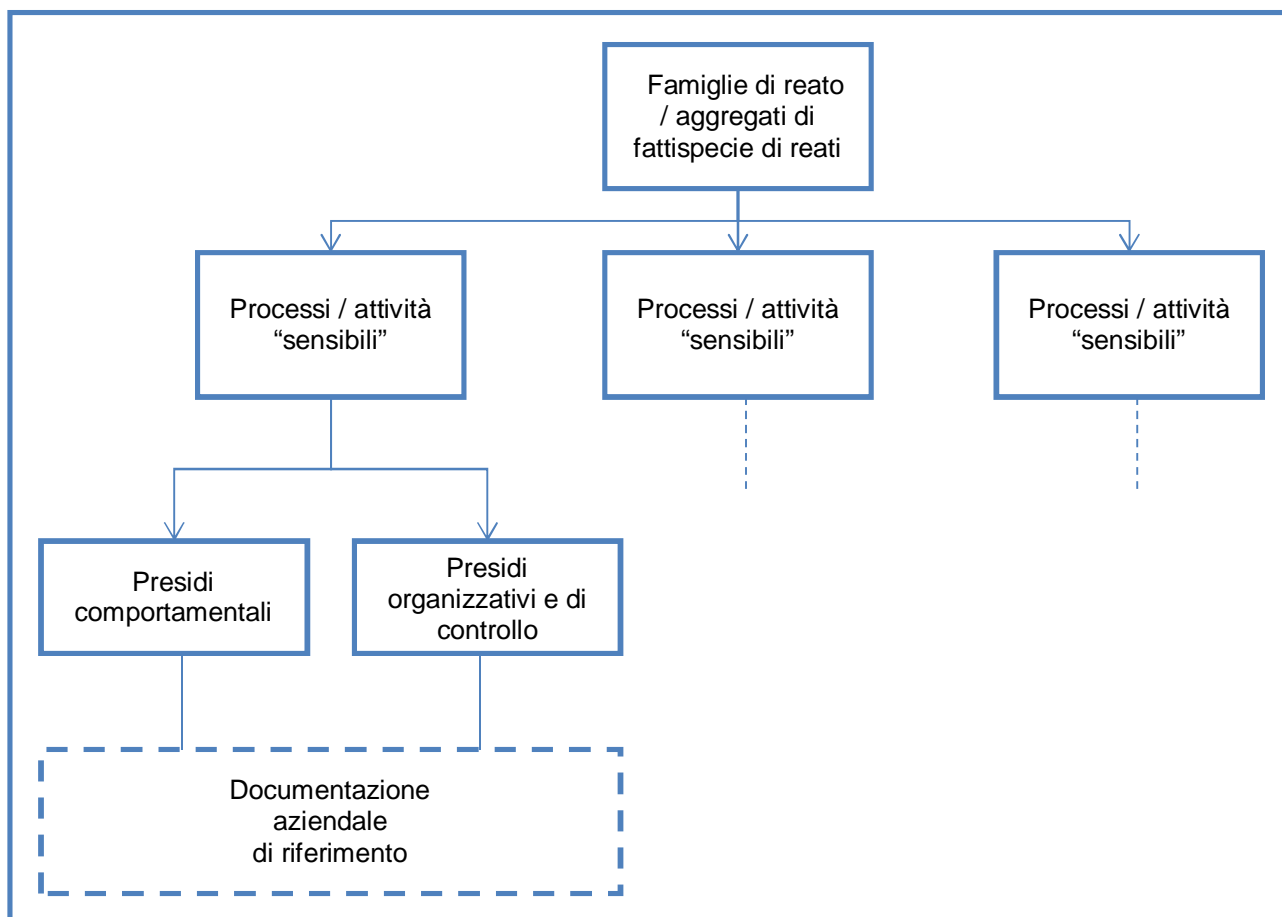 Famiglie di reato
/ aggregati di
fattispecie di reati
Processi / attività
“sensibili”
Processi / attività
“sensibili”
Processi / attività
“sensibili”
Presidi
comportamentali
Presidi
organizzativi e di
controllo
Documentazione
aziendale
di riferimento